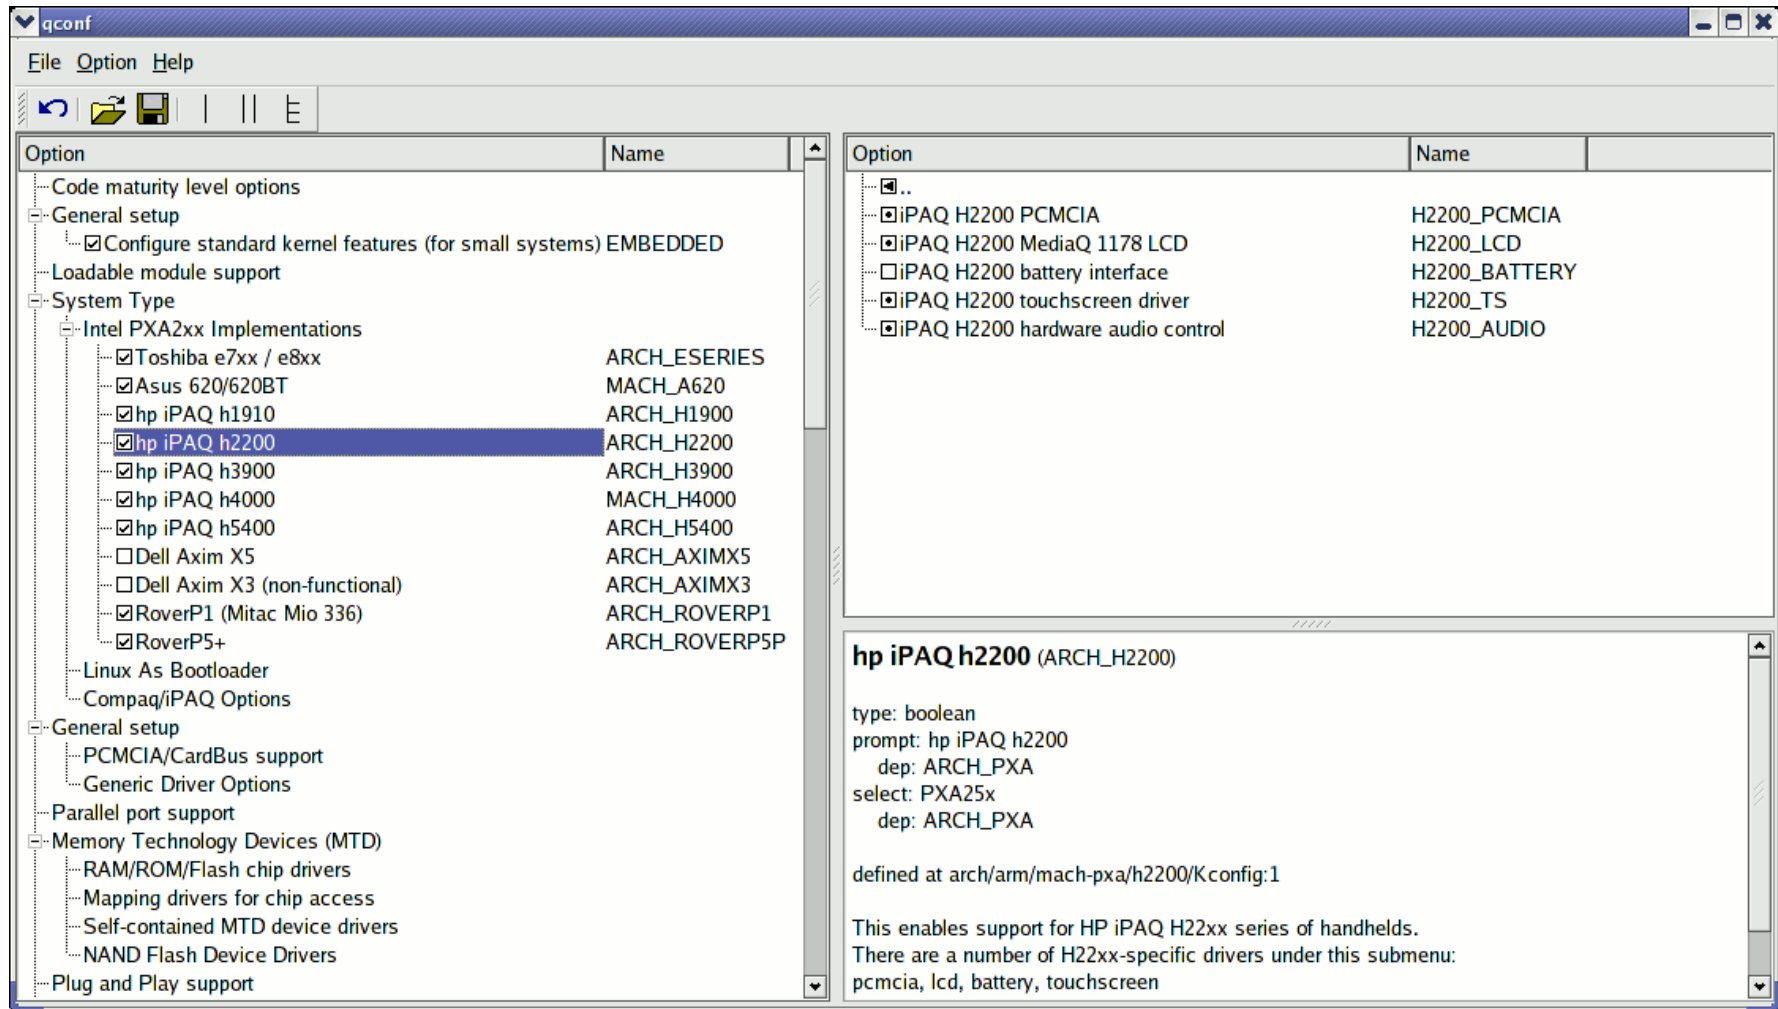 qconf
File Option Help
Option Name
Code maturity level options
General setup
Configure standard kernel features (for small systems) EMBEDDED
Loadable module support
System Type
Intel PXA2xx Implementations
Toshiba e7xx / e8xx ARCH_ESERIES
Asus 620/620BT MACH_A620
hp iPAQ h1910 ARCH_H1900
hp iPAQ h2200 ARCH_H2200
hp iPAQ h3900 ARCH_H3900
hp iPAQ h4000 MACH_H4000
hp iPAQ h5400 ARCH_H5400
Dell Axim X5 ARCH_AXIMX5
Dell Axim X3 (non-functional) ARCH_AXIMX3
RoverP1 (Mitac Mio 336) ARCH_ROVERP1
RoverP5+ ARCH_ROVERP5P
Linux As Bootloader
Compaq/iPAQ Options
General setup
PCMCIA/CardBus support
Generic Driver Options
Parallel port support
Memory Technology Devices (MTD)
RAM/ROM/Flash chip drivers
Mapping drivers for chip access
Self-contained MTD device drivers
NAND Flash Device Drivers
Plug and Play support
Option Name
..
iPAQ H2200 PCMCIA H2200_PCMCIA
iPAQ H2200 MediaQ 1178 LCD H2200_LCD
iPAQ H2200 battery interface H2200_BATTERY
iPAQ H2200 touchscreen driver H2200_TS
iPAQ H2200 hardware audio control H2200_AUDIO
hp iPAQ h2200 (ARCH_H2200)
type: boolean
prompt: hp iPAQ h2200
dep: ARCH_PXA
select: PXA25x
dep: ARCH_PXA
defined at arch/arm/mach-pxa/h2200/Kconfig:1
This enables support for HP iPAQ H22xx series of handhelds.
There are a number of H22xx-specific drivers under this submenu:
pcmcia, lcd, battery, touchscreen